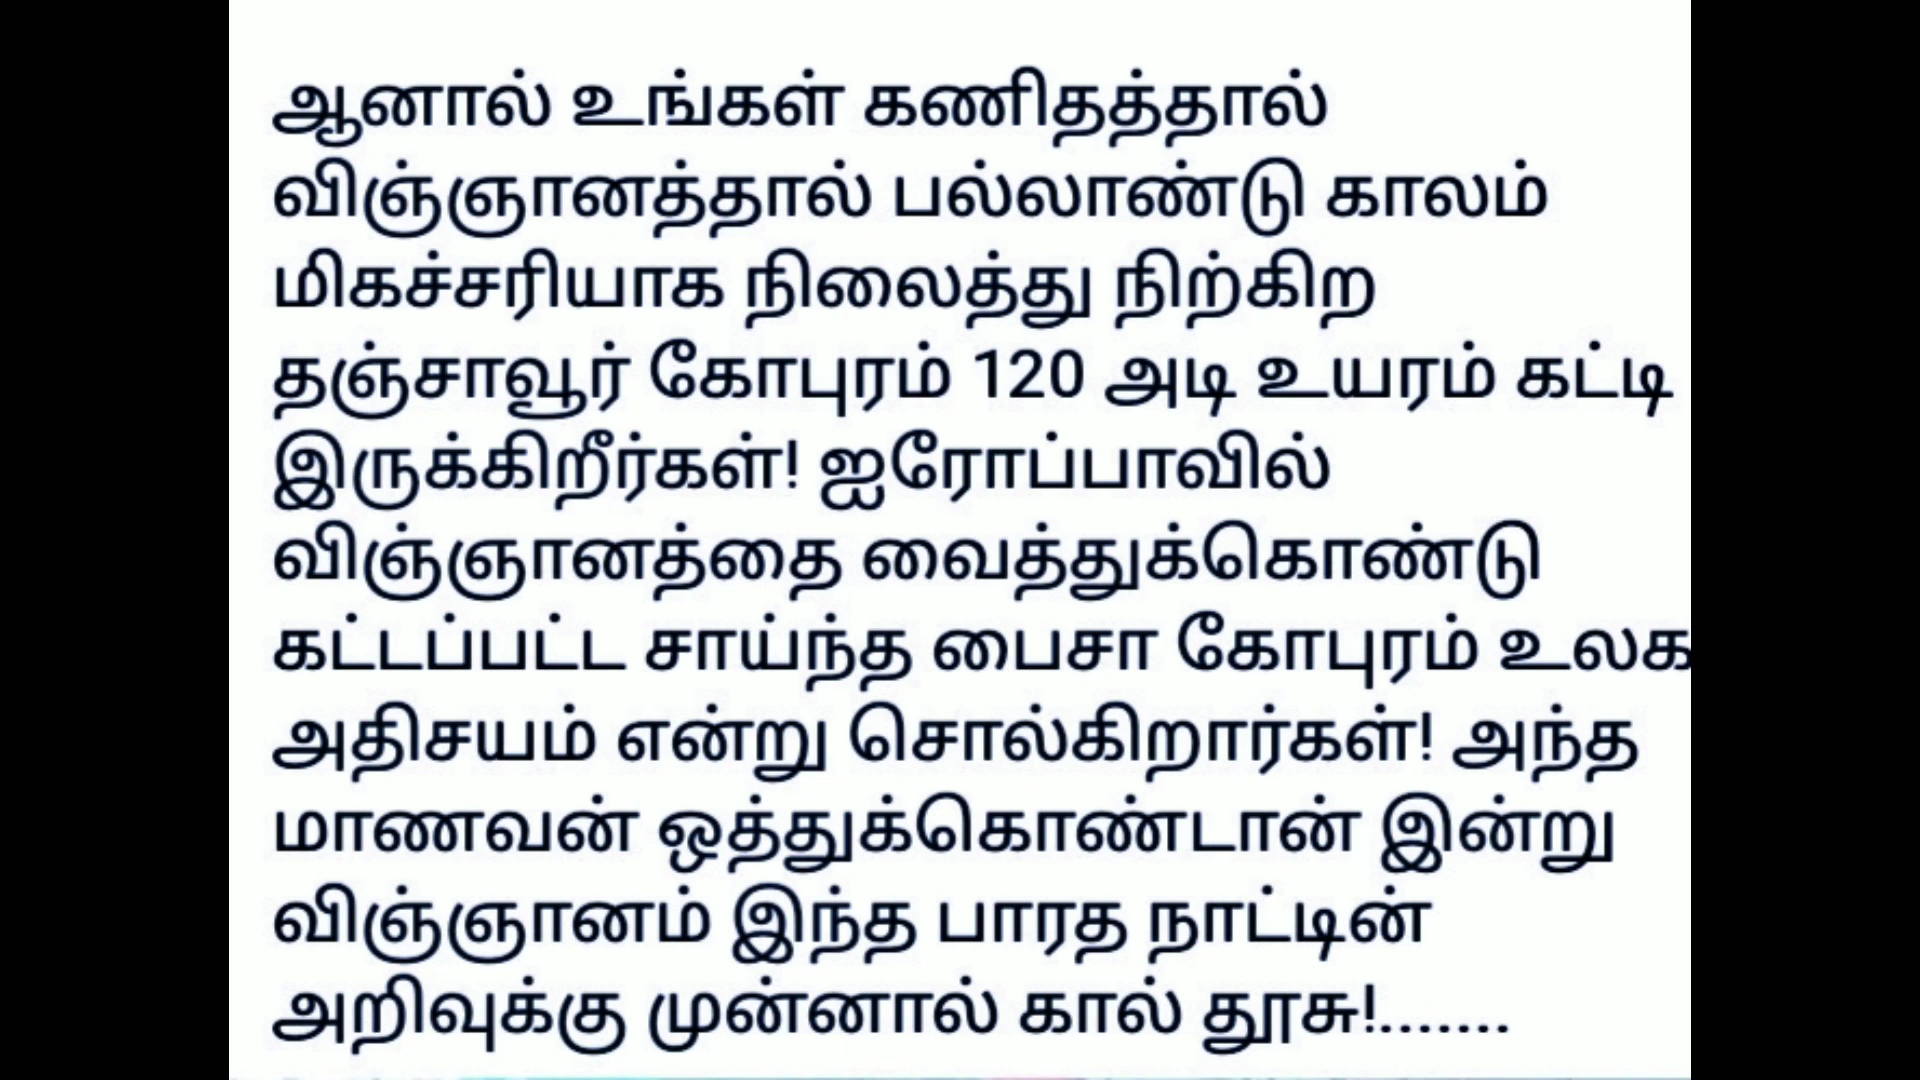 ஆனால் உங்கள் கணிதத்தால்
விஞ்ஞானத்தால் பல்லாண்டு காலம்
மிகச்சரியாக நிலைத்து நிற்கிற
தஞ்சாவூர் கோபுரம் 120 அடி உயரம் கட்டி
இருக்கிறீர்கள்! ஐரோப்பாவில்
விஞ்ஞானத்தை வைத்துக்கொண்டு
கட்டப்பட்ட சாய்ந்த பைசா கோபுரம் உலக
அதிசயம் என்று சொல்கிறார்கள்! அந்த
மாணவன் ஒத்துக்கொண்டான் இன்று
விஞ்ஞானம் இந்த பாரத நாட்டின்
அறிவுக்கு முன்னால் கால் தூசு!.......